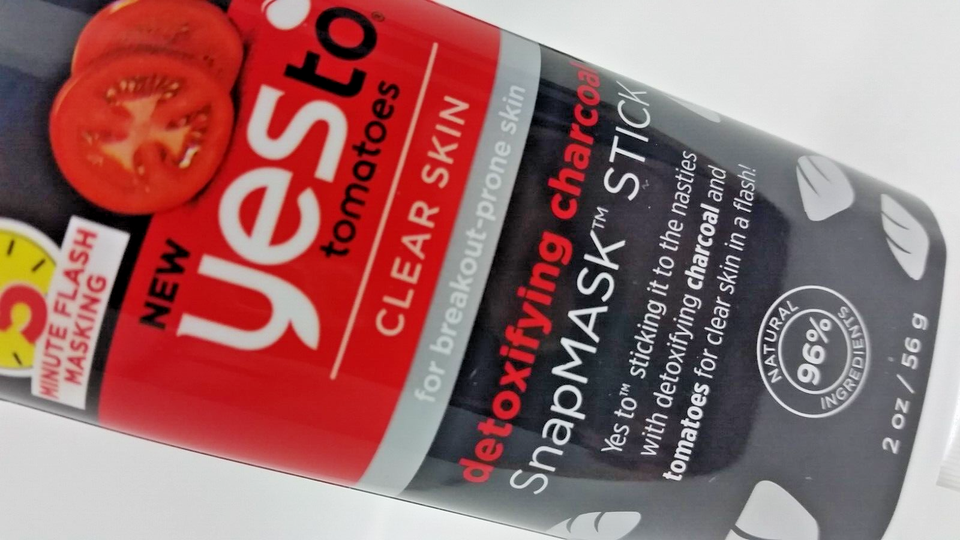 5
MINUTE FLASH
MASKING
NEW
yes to®
tomatoes
CLEAR SKIN
for breakout-prone skin
detoxifying charcoal
SnapMASK™ STICK
Yes to™ sticking it to the nasties
with detoxifying charcoal and
tomatoes for clear skin in a flash!
NATURAL
96%
INGREDIENTS
2 oz / 56 g